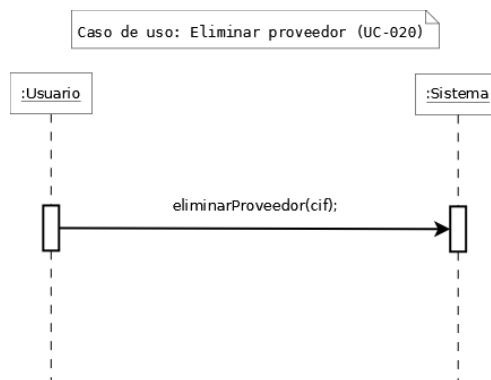 Caso de uso: Eliminar proveedor (UC-020)
:Usuario
:Sistema
eliminarProveedor(cif);